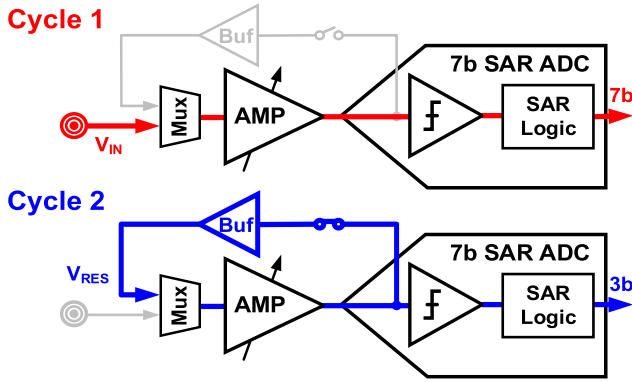 Cycle 1
Buf
7b SAR ADC
7b
Mux
AMP
SAR
Logic
VIN
Cycle 2
Buf
7b SAR ADC
VRES
3b
Mux
AMP
SAR
Logic